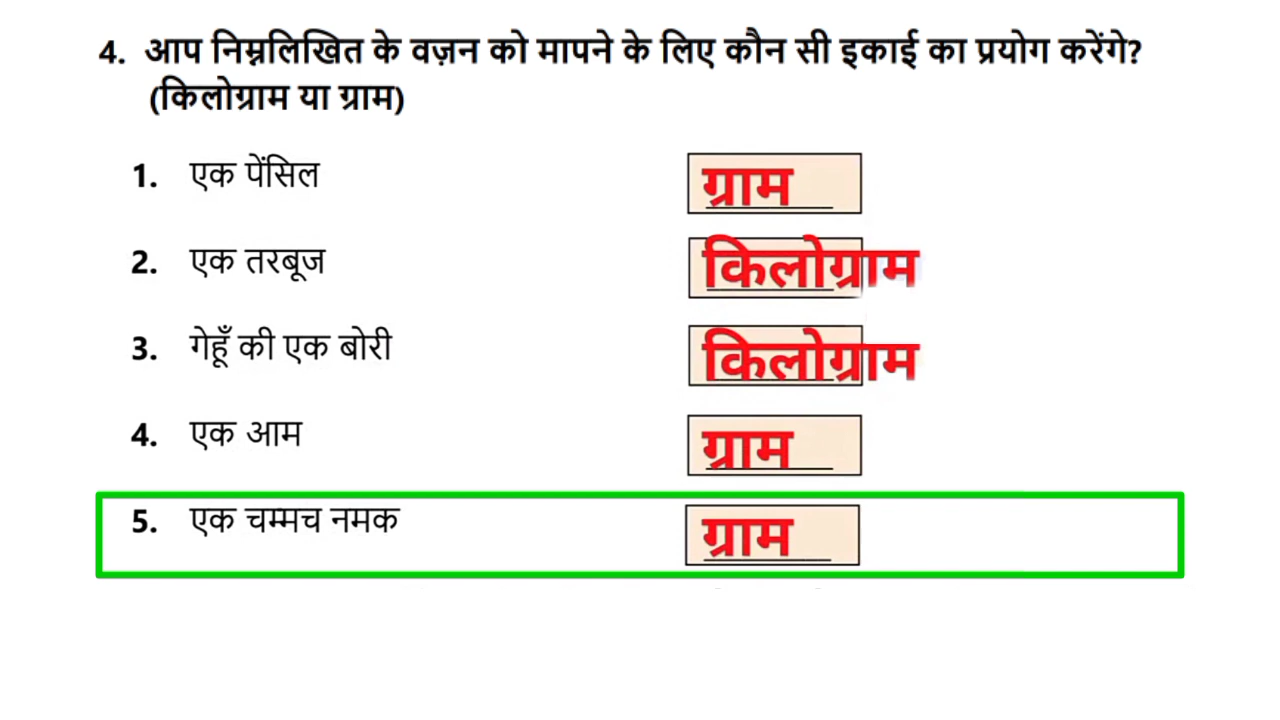 4. आप निम्नलिखित के वज़न को मापने के लिए कौन सी इकाई का प्रयोग करेंगे?
(किलोग्राम या ग्राम)
1. एक पेंसिल ग्राम
2. एक तरबूज किलोग्राम
3. गेहूँ की एक बोरी किलोग्राम
4. एक आम ग्राम
5. एक चम्मच नमक ग्राम